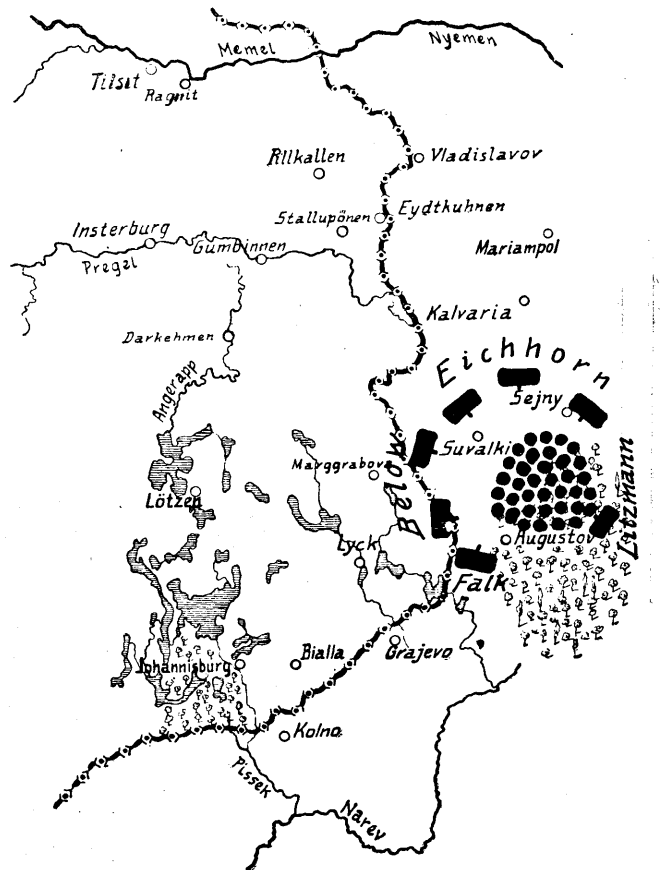 Memel
Nyemen
Tilsit
Ragnit
Pillkallen
Vladislavov
Stallupönen
Eydtkuhnen
Insterburg
Gumbinnen
Pregel
Mariampol
Kalvaria
Darkehmen
Angerapp
Eichhorn
Sejny
Suvalki
Marggrabova
Below
Lötzen
Litzmann
Augustov
Lyck
Falk
Johannisburg
Bialla
Grajevo
Kolno
Pissek
Narev